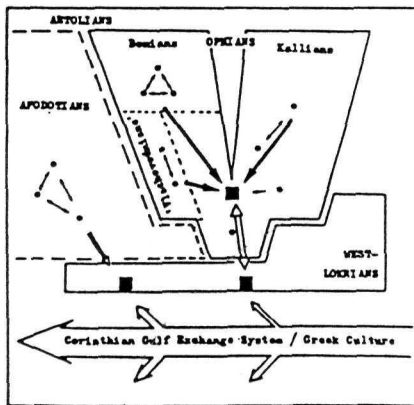 AETOLIANS
Bomians
OPHIANS
Kallians
APODOTIANS
WEST-
LOKRIANS
Corinthian Gulf Exchange System / Greek Culture